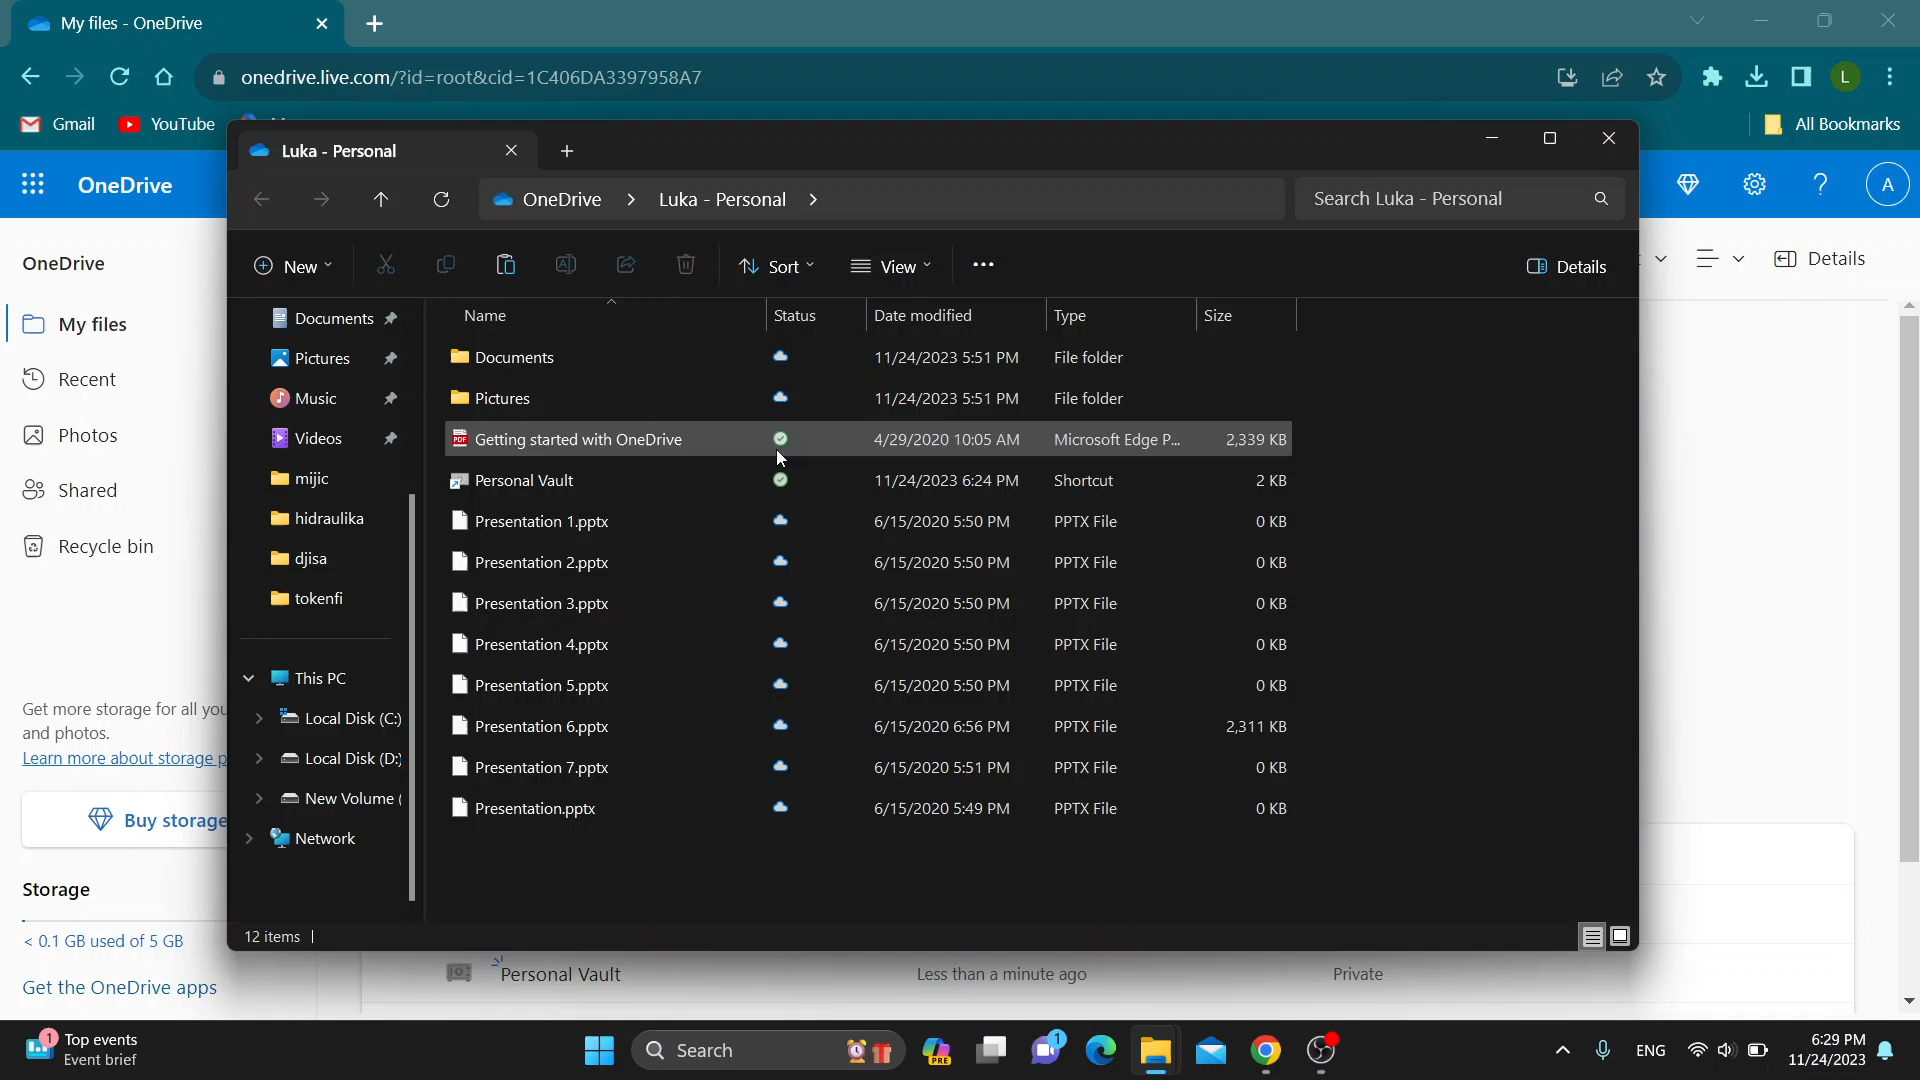 My files - OneDrive
onedrive.live.com/?id=root&cid=1C406DA3397958A7
L
Gmail
YouTube
All Bookmarks
OneDrive
A
OneDrive
My files
Recent
Photos
Shared
Recycle bin
Get more storage for all you
and photos.
Learn more about storage p
Buy storage
Storage
< 0.1 GB used of 5 GB
Get the OneDrive apps
Details
Luka - Personal
OneDrive > Luka - Personal >
Search Luka - Personal
New
Sort
View
Details
Documents
Pictures
Music
Videos
mijic
hidraulika
djisa
tokenfi
This PC
Local Disk (C:)
Local Disk (D:)
New Volume (
Network
Name Status Date modified Type Size
Documents 11/24/2023 5:51 PM File folder
Pictures 11/24/2023 5:51 PM File folder
PDF Getting started with OneDrive 4/29/2020 10:05 AM Microsoft Edge P... 2,339 KB
Personal Vault 11/24/2023 6:24 PM Shortcut 2 KB
Presentation 1.pptx 6/15/2020 5:50 PM PPTX File 0 KB
Presentation 2.pptx 6/15/2020 5:50 PM PPTX File 0 KB
Presentation 3.pptx 6/15/2020 5:50 PM PPTX File 0 KB
Presentation 4.pptx 6/15/2020 5:50 PM PPTX File 0 KB
Presentation 5.pptx 6/15/2020 5:50 PM PPTX File 0 KB
Presentation 6.pptx 6/15/2020 6:56 PM PPTX File 2,311 KB
Presentation 7.pptx 6/15/2020 5:51 PM PPTX File 0 KB
Presentation.pptx 6/15/2020 5:49 PM PPTX File 0 KB
12 items
Personal Vault Less than a minute ago Private
1
Top events
Event brief
Search
PRE
1
ENG
6:29 PM
11/24/2023